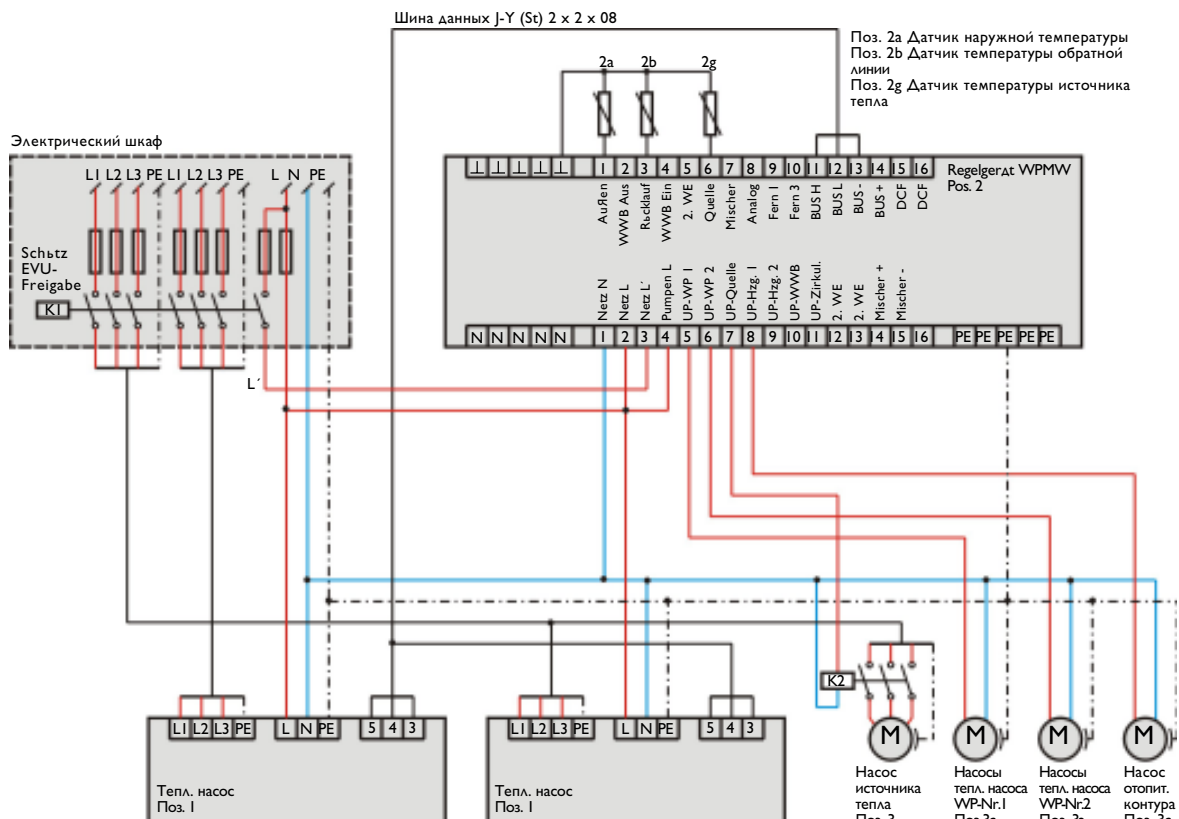 Шина данных J-Y (St) 2 x 2 x 08
Поз. 2a Датчик наружной температуры
Поз. 2b Датчик температуры обратной
линии
Поз. 2g Датчик температуры источника
тепла
2a 2b 2g
Электрический шкаф
L1 L2 L3 PE L1 L2 L3 PE L N PE
Schьtz
EVU-
Freigabe
K1
L´
⊥ ⊥ ⊥ ⊥ ⊥ 1 2 3 4 5 6 7 8 9 10 11 12 13 14 15 16
Regelgerдt WPMW
Pos. 2
AuЯen
WWB Aus
Rьcklauf
WWB Ein
2. WE
Quelle
Mischer
Analog
Fern 1
Fern 3
BUS H
BUS L
BUS -
BUS +
DCF
DCF
Netz N
Netz L
Netz L´
Pumpen L
UP-WP 1
UP-WP 2
UP-Quelle
UP-Hzg. 1
UP-Hzg. 2
UP-WWB
UP-Zirkul.
2. WE
2. WE
Mischer +
Mischer -
N N N N N 1 2 3 4 5 6 7 8 9 10 11 12 13 14 15 16 PE PE PE PE PE
K2
L1 L2 L3 PE L N PE 5 4 3
L1 L2 L3 PE L N PE 5 4 3
M M M M
Тепл. насос
Поз. 1
Тепл. насос
Поз. 1
Насос
источника
тепла
Поз. 3
Насосы
тепл. насоса
WP-Nr.1
Поз.3a
Насосы
тепл. насоса
WP-Nr.2
Поз. 3a
Насос
отопит.
контура